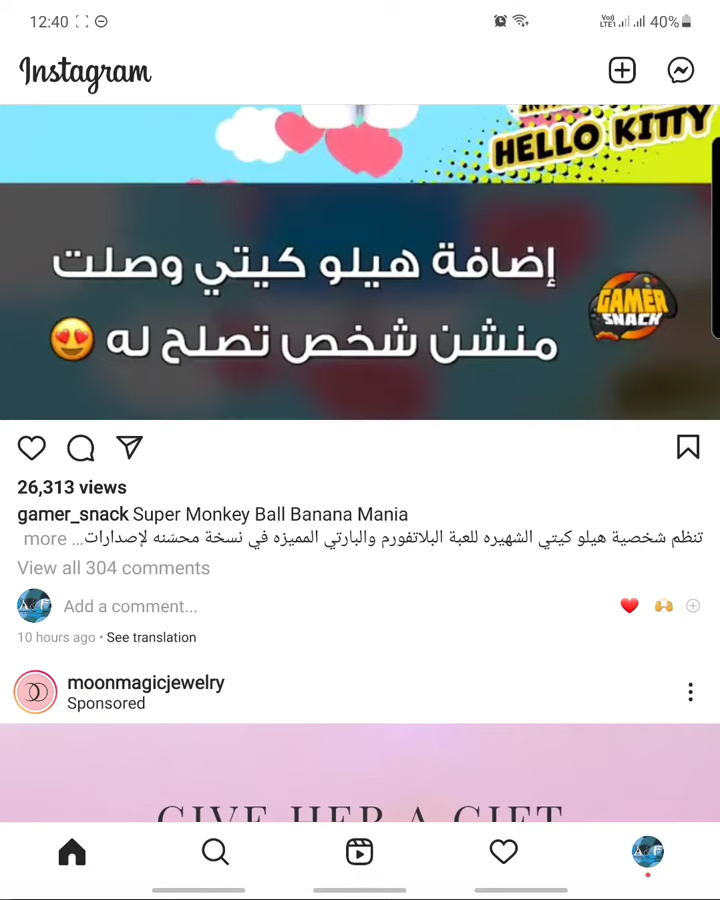 12:40
Vo) LTE1 40%
Instagram
HELLO KITTY
إضافة هيلو كيتي وصلت
منشن شخص تصلح له 😍
GAMER SNACK
26,313 views
gamer_snack Super Monkey Ball Banana Mania
تنظم شخصية هيلو كيتي الشهيره للعبة البلاتفورم والبارتي المميزه في نسخة محسّنه لإصدارات... more
View all 304 comments
A F Add a comment... ❤️ 🙌
10 hours ago • See translation
moonmagicjewelry
Sponsored
GIVE HER A GIFT
A F